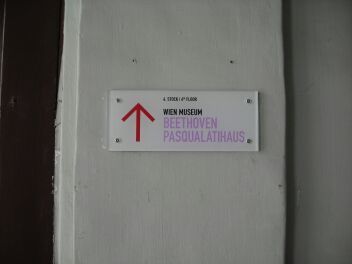 4. STOCK / 4th FLOOR
WIEN MUSEUM
BEETHOVEN
PASQUALATIHAUS